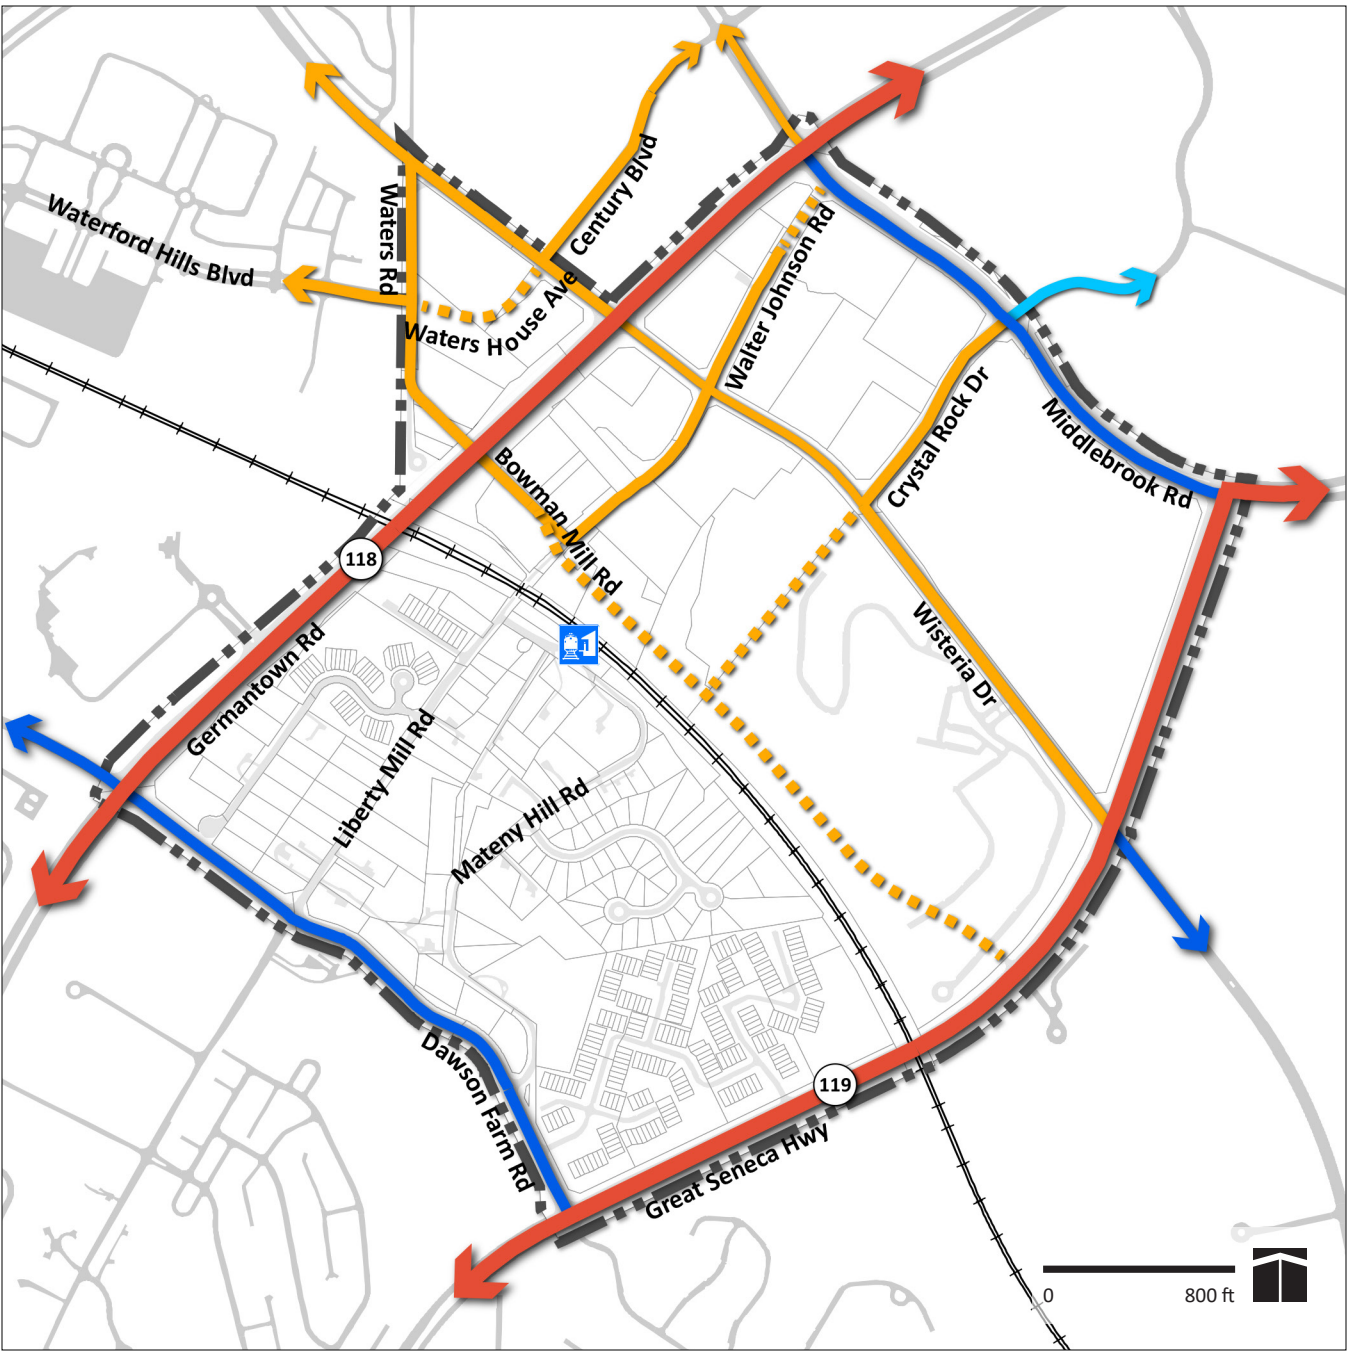 Century Blvd
Waterford Hills Blvd
Waters Rd
Waters House Ave
Walter Johnson Rd
Crystal Rock Dr
Middlebrook Rd
Bowman Mill Rd
118
Germantown Rd
Wisteria Dr
Liberty Mill Rd
Mateny Hill Rd
Dawson Farm Rd
119
Great Seneca Hwy
0 800 ft